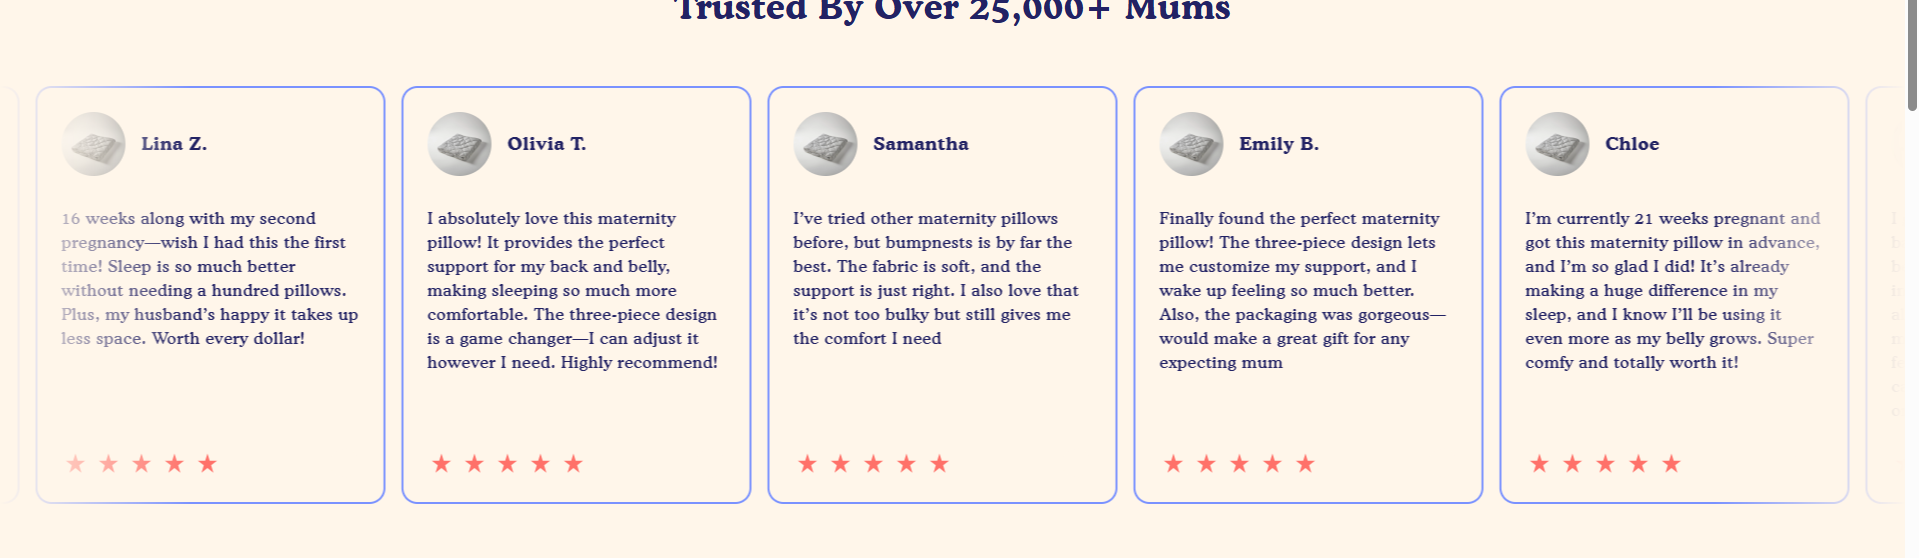 Trusted By Over 25,000+ Mums
Lina Z.
16 weeks along with my second
pregnancy—wish I had this the first
time! Sleep is so much better
without needing a hundred pillows.
Plus, my husband’s happy it takes up
less space. Worth every dollar!
Olivia T.
I absolutely love this maternity
pillow! It provides the perfect
support for my back and belly,
making sleeping so much more
comfortable. The three-piece design
is a game changer—I can adjust it
however I need. Highly recommend!
Samantha
I’ve tried other maternity pillows
before, but bumpnests is by far the
best. The fabric is soft, and the
support is just right. I also love that
it’s not too bulky but still gives me
the comfort I need
Emily B.
Finally found the perfect maternity
pillow! The three-piece design lets
me customize my support, and I
wake up feeling so much better.
Also, the packaging was gorgeous—
would make a great gift for any
expecting mum
Chloe
I’m currently 21 weeks pregnant and
got this maternity pillow in advance,
and I’m so glad I did! It’s already
making a huge difference in my
sleep, and I know I’ll be using it
even more as my belly grows. Super
comfy and totally worth it!